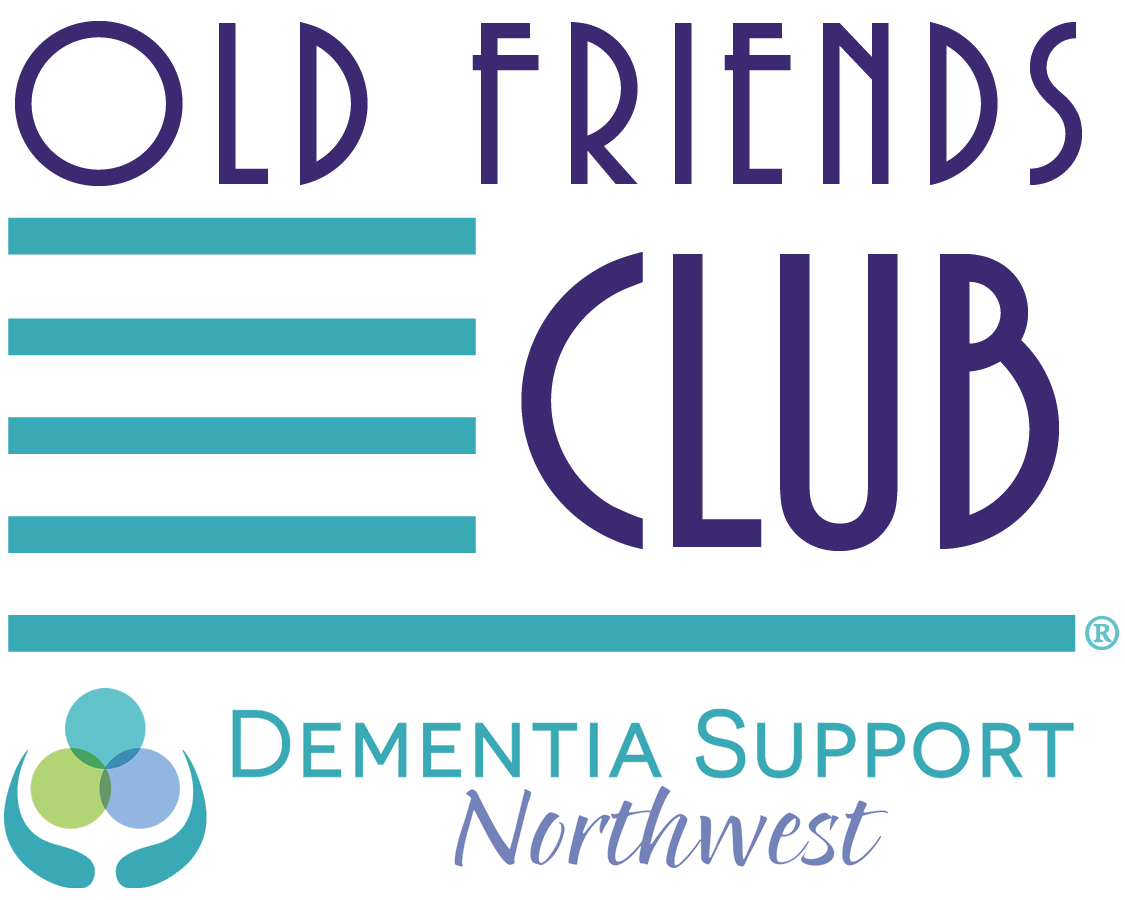 OLD FRIENDS
CLUB
®
DEMENTIA SUPPORT
Northwest